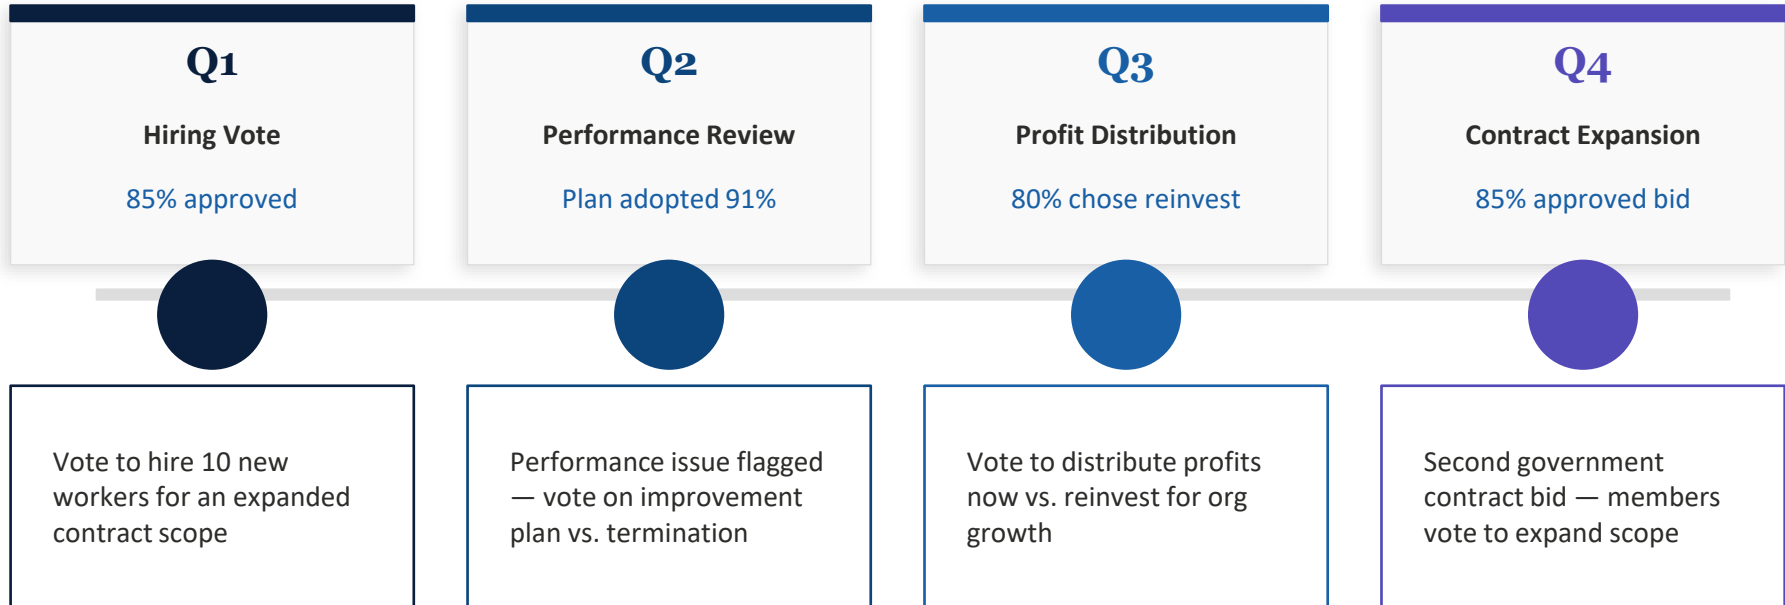 Q1
Hiring Vote
85% approved
Vote to hire 10 new
workers for an expanded
contract scope
Q2
Performance Review
Plan adopted 91%
Performance issue flagged
— vote on improvement
plan vs. termination
Q3
Profit Distribution
80% chose reinvest
Vote to distribute profits
now vs. reinvest for org
growth
Q4
Contract Expansion
85% approved bid
Second government
contract bid — members
vote to expand scope